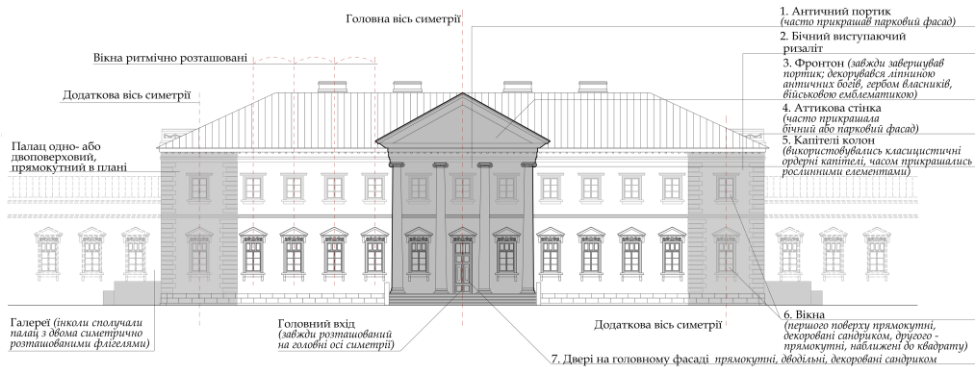 Головна вісь симетрії
Вікна ритмічно розташовані
Додаткова вісь симетрії
Палац одно- або
двоповерховий,
прямокутний в плані
1. Античний портик
(часто прикрашав парковий фасад)
2. Бічний виступаючий
ризаліт
3. Фронтон (завжди завершував
портик; декорувався ліпниною
античних богів, гербом власників,
військовою емблематикою)
4. Аттикова стінка
(часто прикрашала
бічний або парковий фасад)
5. Капітелі колон
(використовувались класицистичні
ордерні капітелі, часом прикрашались
рослинними елементами)
Галереї (інколи сполучали
палац з двома симетрично
розташованими флігелями)
Головний вхід
(завжди розташований
на головні осі симетрії)
Додаткова вісь симетрії
6. Вікна
(першого поверху прямокутні,
декоровані сандриком, другого -
прямокутні, наближені до квадрату)
7. Двері на головному фасаді прямокутні, дводільні, декоровані сандриком